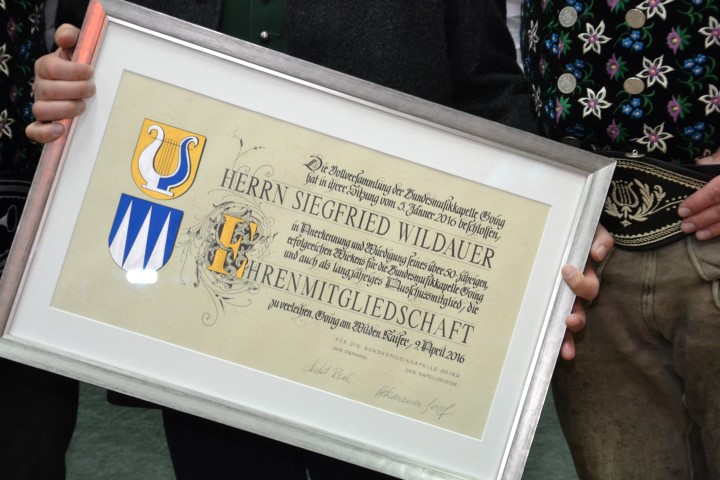 Die Vollversammlung der Bundesmusikkapelle Going
hat in ihrer Sitzung vom 5. Jänner 2016 beschlossen,
HERRN SIEGFRIED WILDAUER
in Anerkennung und Würdigung seines über 50-jährigen,
erfolgreichen Wirkens für die Bundesmusikkapelle Going
und auch als langjähriges Ausschussmitglied, die
EHRENMITGLIEDSCHAFT
zu verleihen. Going am Wilden Kaiser, 9. April 2016
FÜR DIE BUNDESMUSIKKAPELLE GOING
DER OBMANN DER KAPELLMEISTER